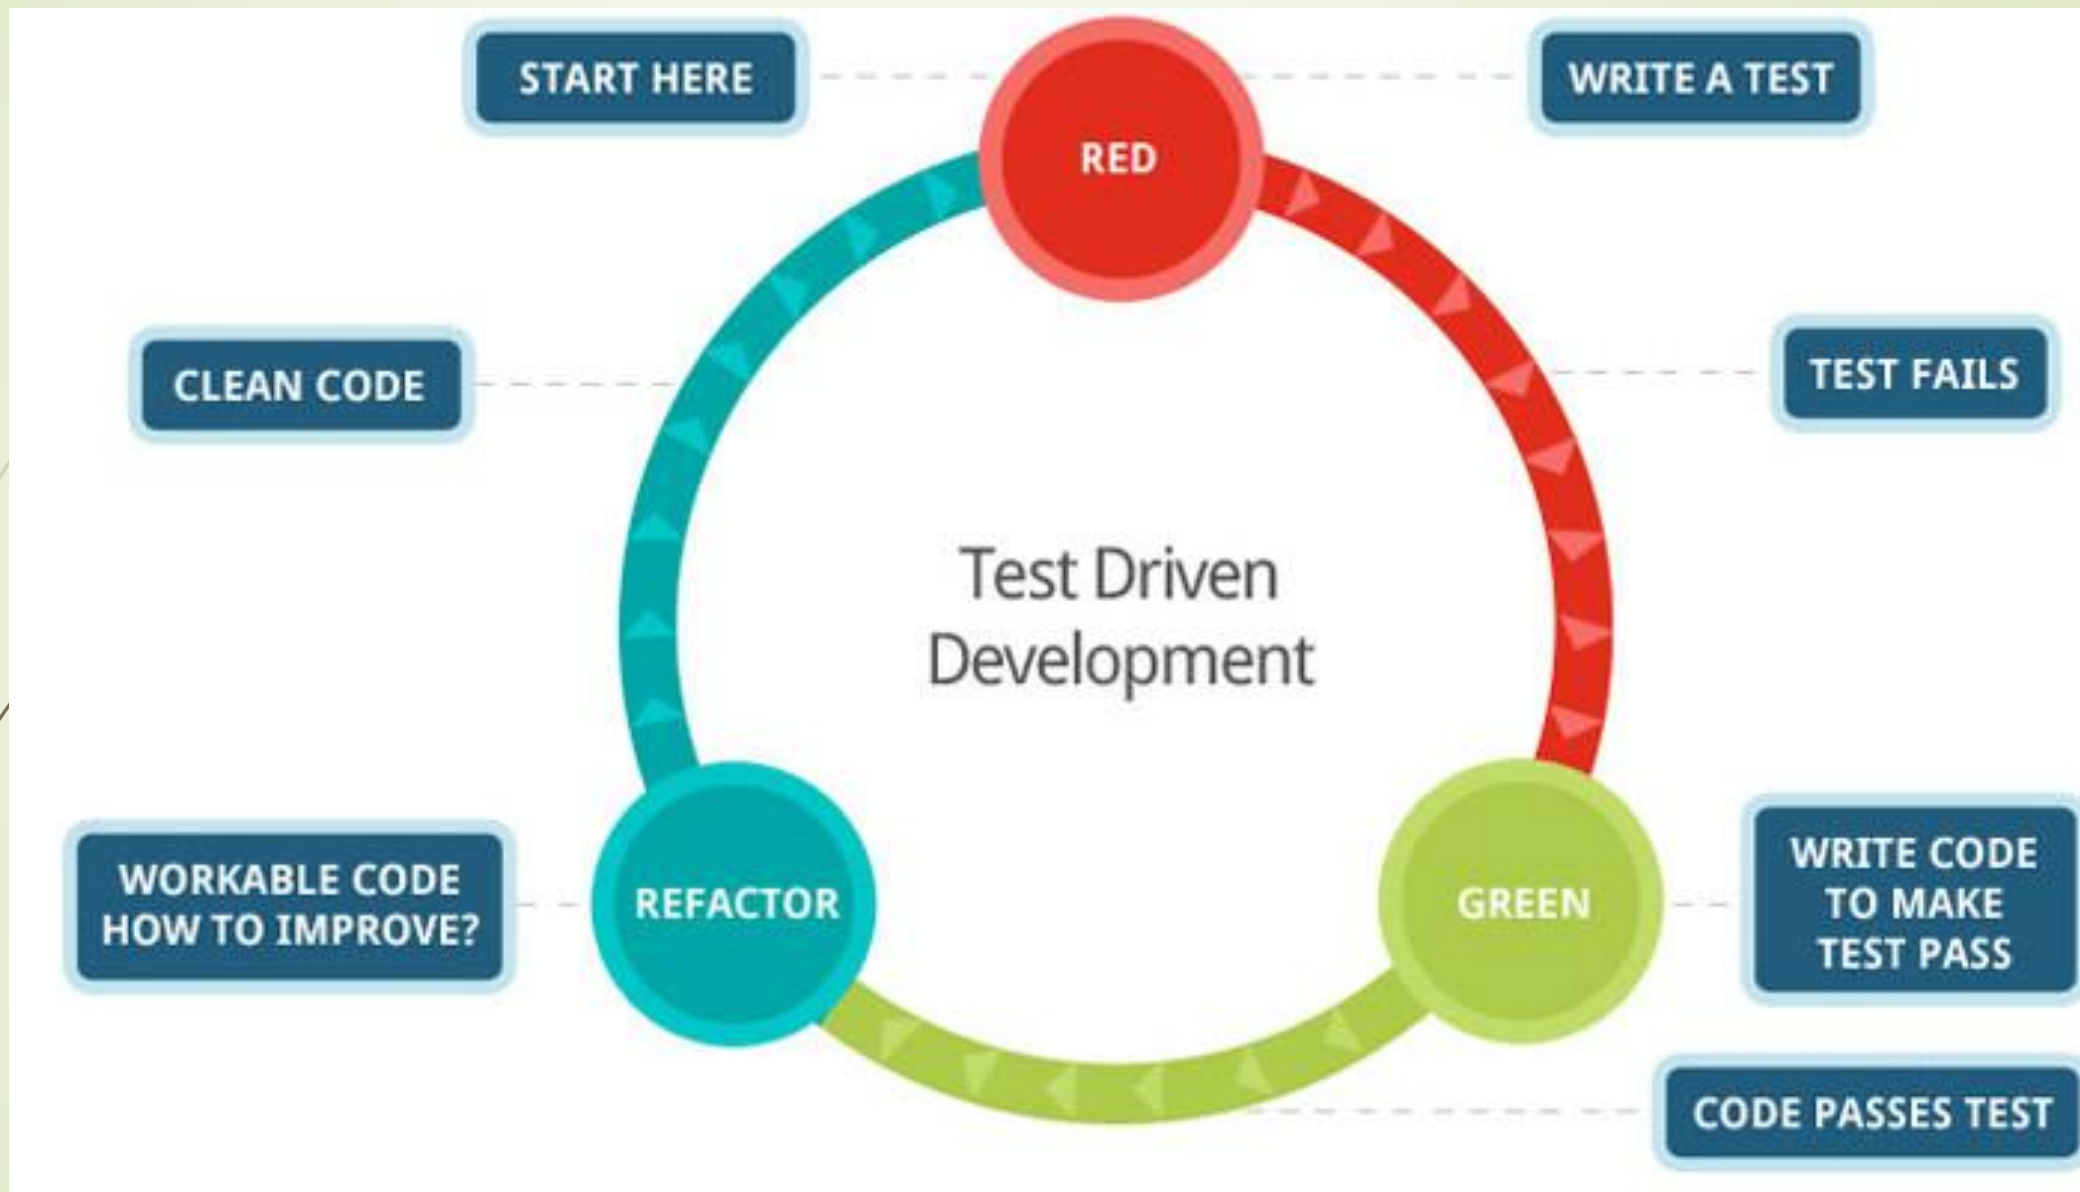 START HERE
WRITE A TEST
RED
CLEAN CODE
TEST FAILS
Test Driven
Development
WORKABLE CODE
HOW TO IMPROVE?
REFACTOR
GREEN
WRITE CODE
TO MAKE
TEST PASS
CODE PASSES TEST